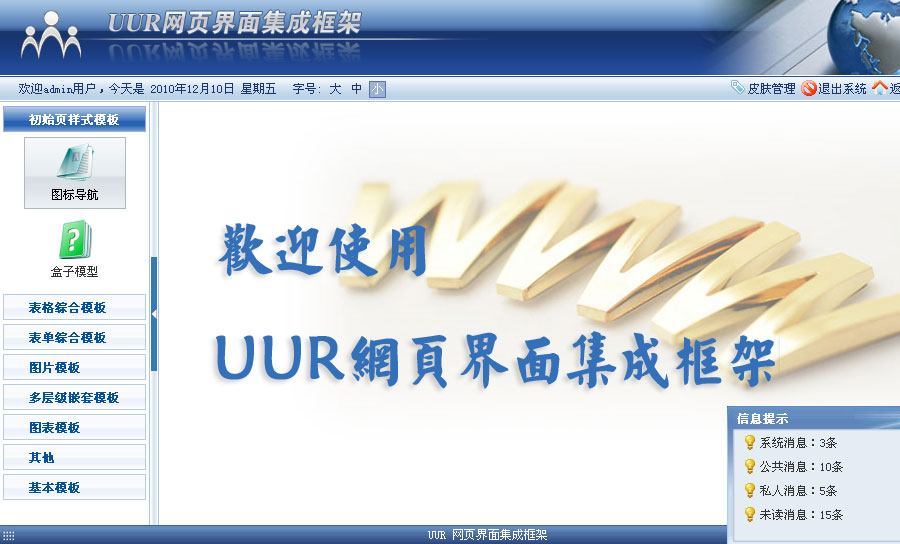 UUR网页界面集成框架
欢迎admin用户，今天是 2010年12月10日 星期五 字号: 大 中 小
皮肤管理 退出系统 返
初始页样式模板
图标导航
盒子模型
表格综合模板
表单综合模板
图片模板
多层级嵌套模板
图表模板
其他
基本模板
歡迎使用
UUR網頁界面集成框架
信息提示
系统消息：3条
公共消息：10条
私人消息：5条
未读消息：15条
UUR 网页界面集成框架